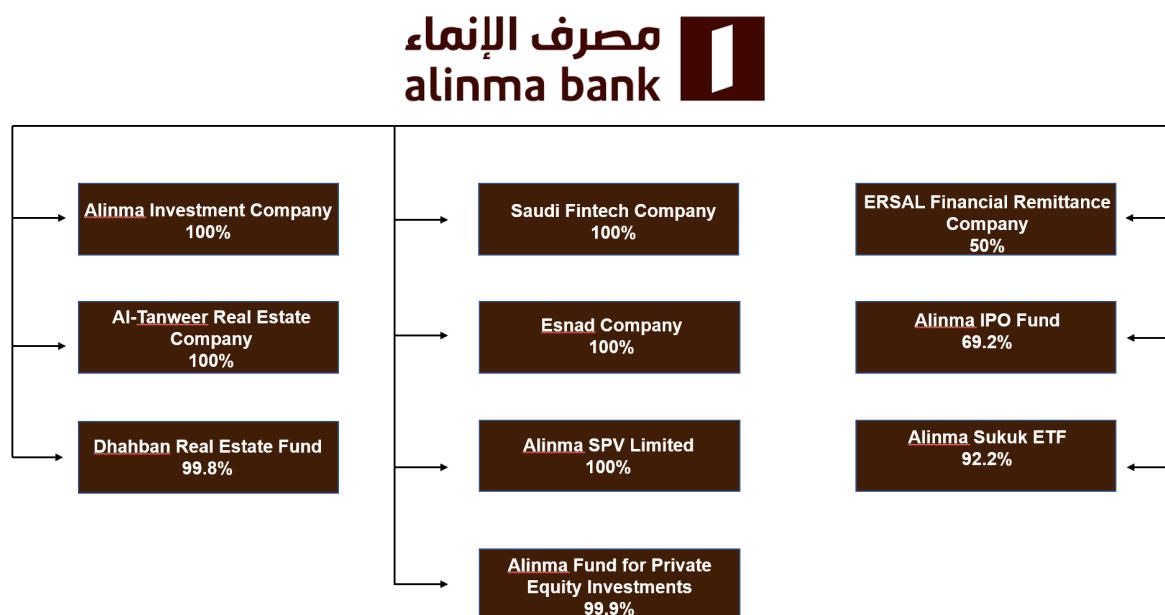 مصرف الإنماء
alinma bank
Alinma Investment Company
100%
Saudi Fintech Company
100%
ERSAL Financial Remittance
Company
50%
Al-Tanweer Real Estate
Company
100%
Esnad Company
100%
Alinma IPO Fund
69.2%
Dhahban Real Estate Fund
99.8%
Alinma SPV Limited
100%
Alinma Sukuk ETF
92.2%
Alinma Fund for Private
Equity Investments
99.9%